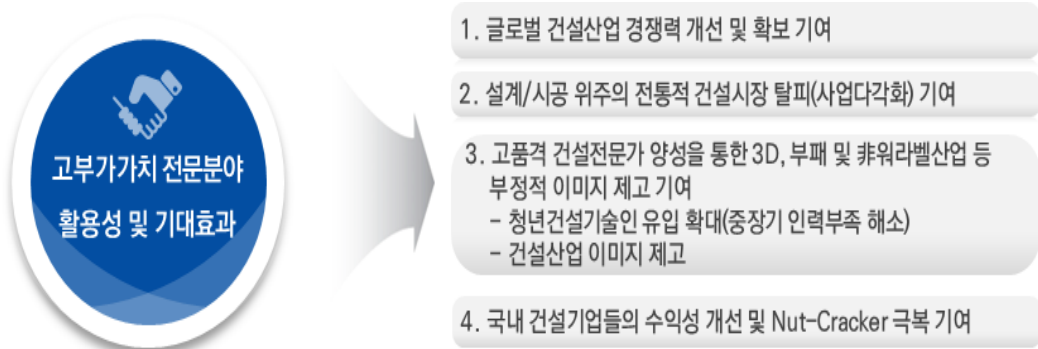 고부가가치 전문분야
활용성 및 기대효과
1. 글로벌 건설산업 경쟁력 개선 및 확보 기여
2. 설계/시공 위주의 전통적 건설시장 탈피(사업다각화) 기여
3. 고품격 건설전문가 양성을 통한 3D, 부패 및 非워라벨산업 등
부정적 이미지 제고 기여
- 청년건설기술인 유입 확대(중장기 인력부족 해소)
- 건설산업 이미지 제고
4. 국내 건설기업들의 수익성 개선 및 Nut-Cracker 극복 기여